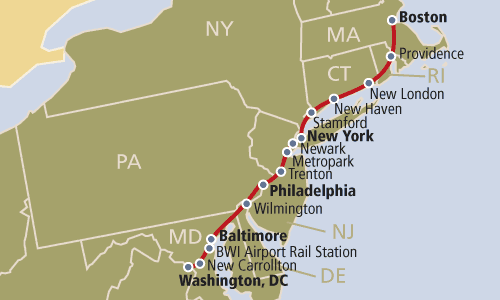 Boston
NY
MA
Providence
CT
RI
New London
New Haven
Stamford
New York
Newark
PA
Metropark
Trenton
Philadelphia
Wilmington
NJ
MD
Baltimore
BWI Airport Rail Station
New Carrollton
DE
Washington, DC